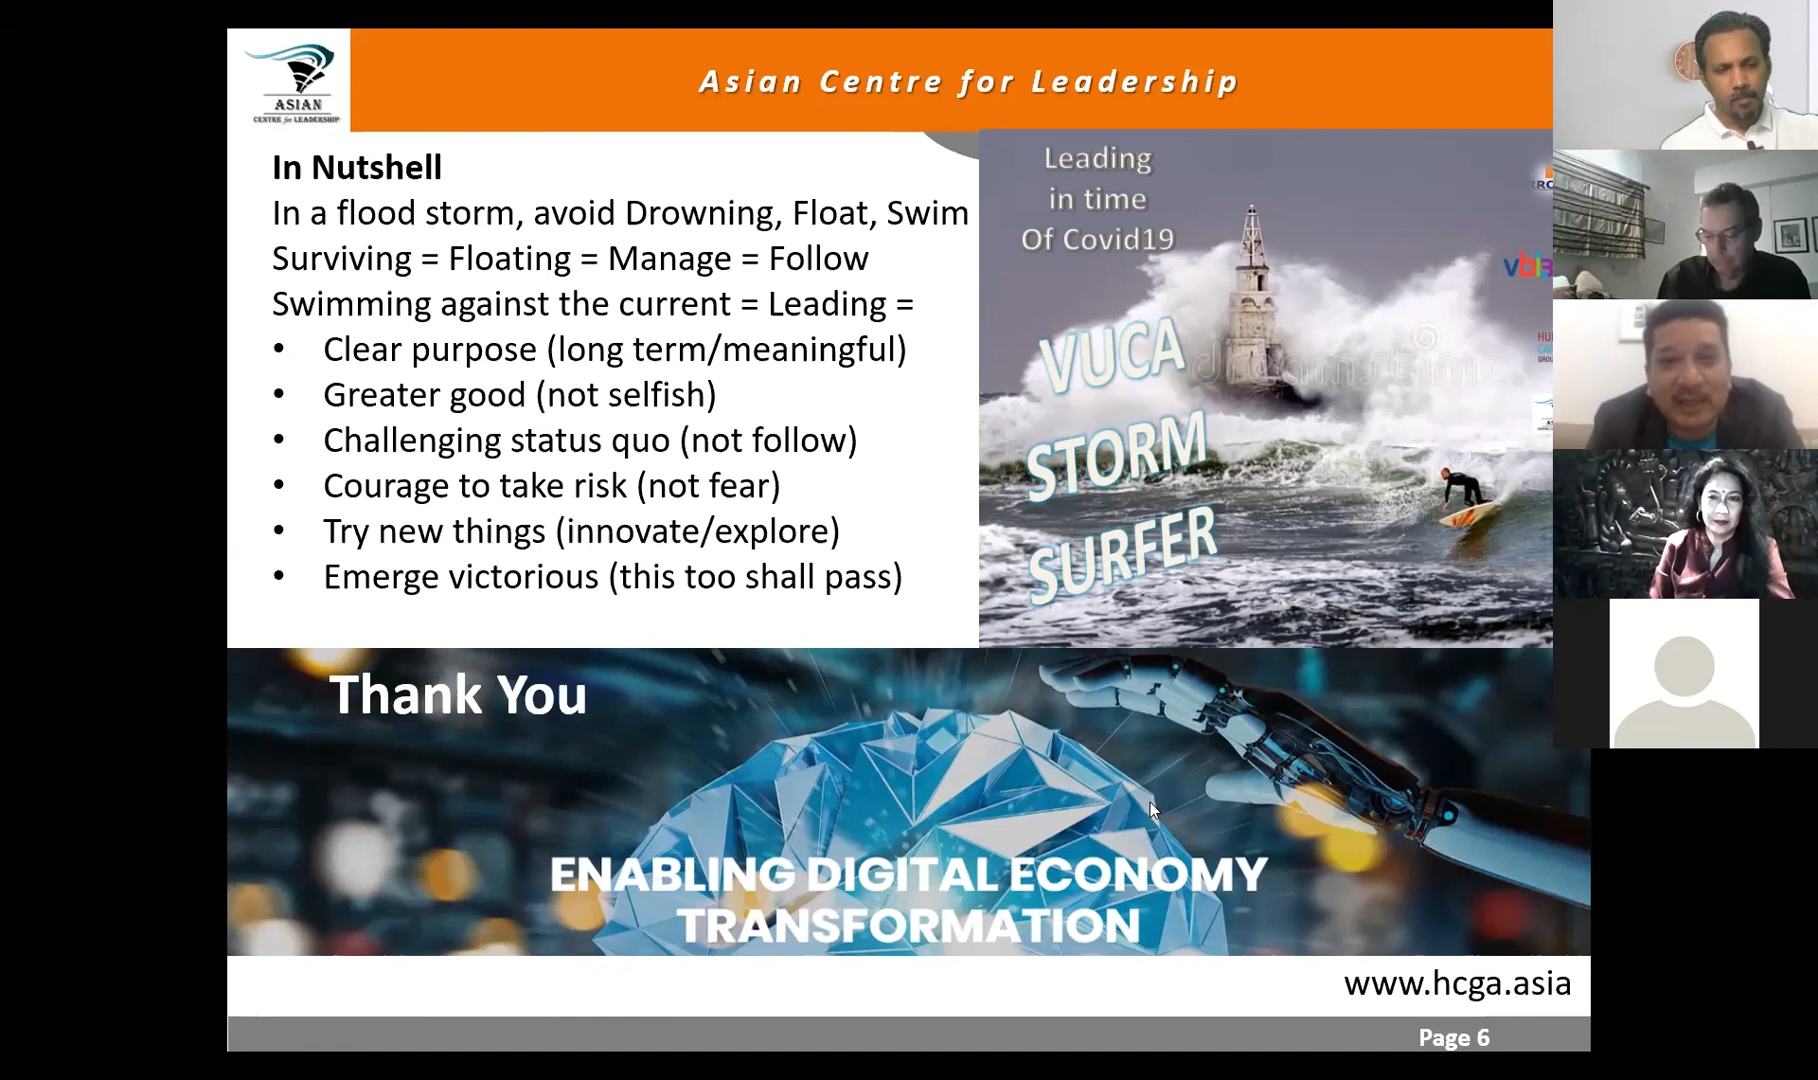 ASIAN
CENTRE for LEADERSHIP
Asian Centre for Leadership
In Nutshell
In a flood storm, avoid Drowning, Float, Swim
Surviving = Floating = Manage = Follow
Swimming against the current = Leading =
• Clear purpose (long term/meaningful)
• Greater good (not selfish)
• Challenging status quo (not follow)
• Courage to take risk (not fear)
• Try new things (innovate/explore)
• Emerge victorious (this too shall pass)
Leading
in time
Of Covid19
VUCA
STORM
SURFER
Thank You
ENABLING DIGITAL ECONOMY
TRANSFORMATION
www.hcga.asia
Page 6